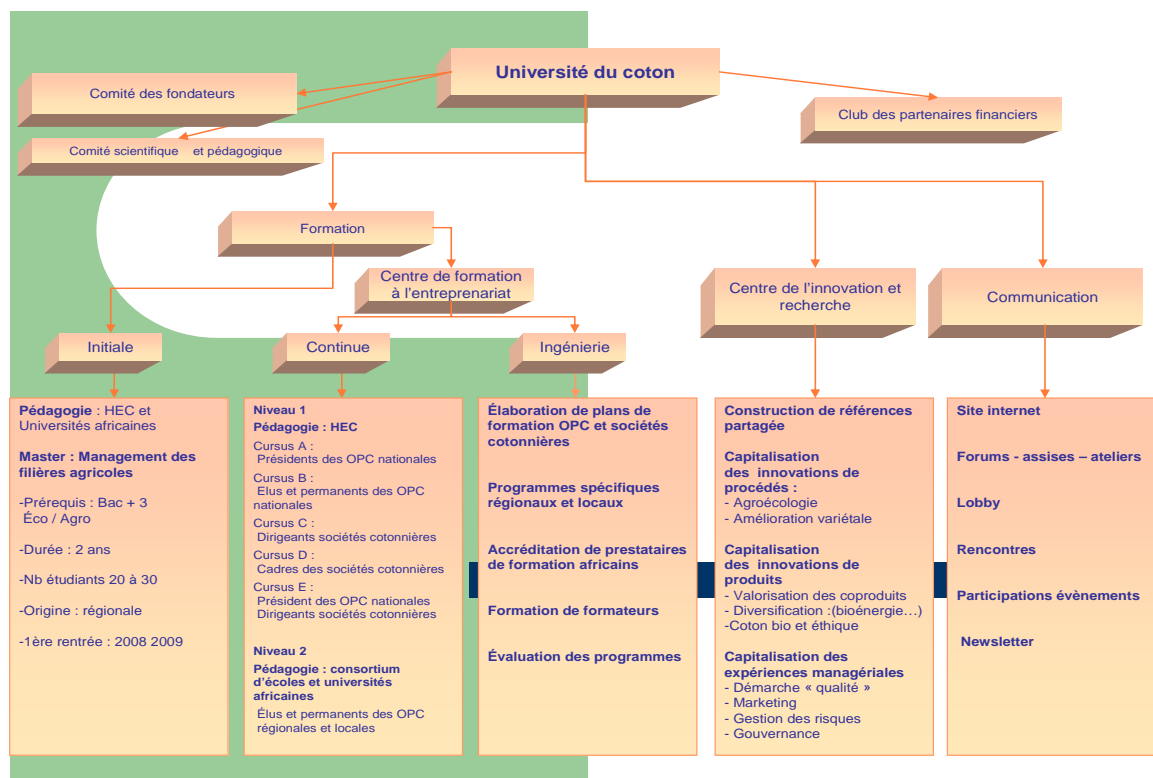 Université du coton
Comité des fondateurs
Club des partenaires financiers
Comité scientifique et pédagogique
Formation
Centre de formation
à l'entreprenariat
Centre de l'innovation et
recherche
Communication
Initiale
Continue
Ingénierie
Pédagogie : HEC et
Universités africaines
Master : Management des
filières agricoles
-Prérequis : Bac + 3
Éco / Agro
-Durée : 2 ans
-Nb étudiants 20 à 30
-Origine : régionale
-1ère rentrée : 2008 2009
Niveau 1
Pédagogie : HEC
Cursus A :
Présidents des OPC nationales
Cursus B :
Elus et permanents des OPC
nationales
Cursus C :
Dirigeants sociétés cotonnières
Cursus D :
Cadres des sociétés cotonnières
Cursus E :
Président des OPC nationales
Dirigeants sociétés cotonnières
Niveau 2
Pédagogie : consortium
d'écoles et universités
africaines
Élus et permanents des OPC
régionales et locales
Élaboration de plans de
formation OPC et sociétés
cotonnières
Programmes spécifiques
régionaux et locaux
Accréditation de prestataires
de formation africains
Formation de formateurs
Évaluation des programmes
Construction de références
partagée
Capitalisation
des innovations de
procédés :
- Agroécologie
- Amélioration variétale
Capitalisation
des innovations de
produits
- Valorisation des coproduits
- Diversification :(bioénergie…)
-Coton bio et éthique
Capitalisation des
expériences managériales
- Démarche « qualité »
- Marketing
- Gestion des risques
- Gouvernance
Site internet
Forums - assises – ateliers
Lobby
Rencontres
Participations évènements
Newsletter